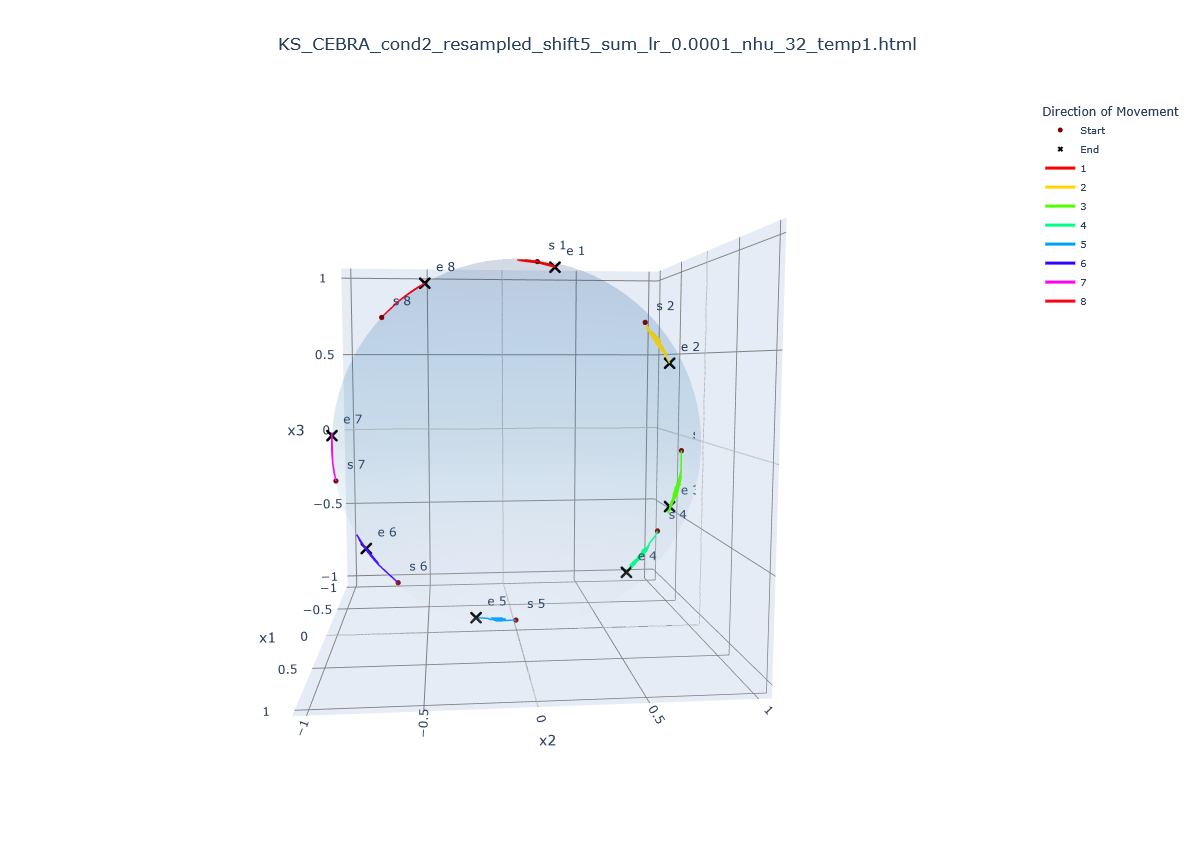 KS_CEBRA_cond2_resampled_shift5_sum_lr_0.0001_nhu_32_temp1.html
Direction of Movement
Start
End
1
2
3
4
5
6
7
8
s 1
e 1
e 8
s 8
s 2
e 2
e 7
s 7
e 3
s 4
e 4
e 6
s 6
e 5
s 5
1
0.5
x3
0
−0.5
−1
−1
−0.5
x1
0
0.5
1
−1
−0.5
0
0.5
1
x2